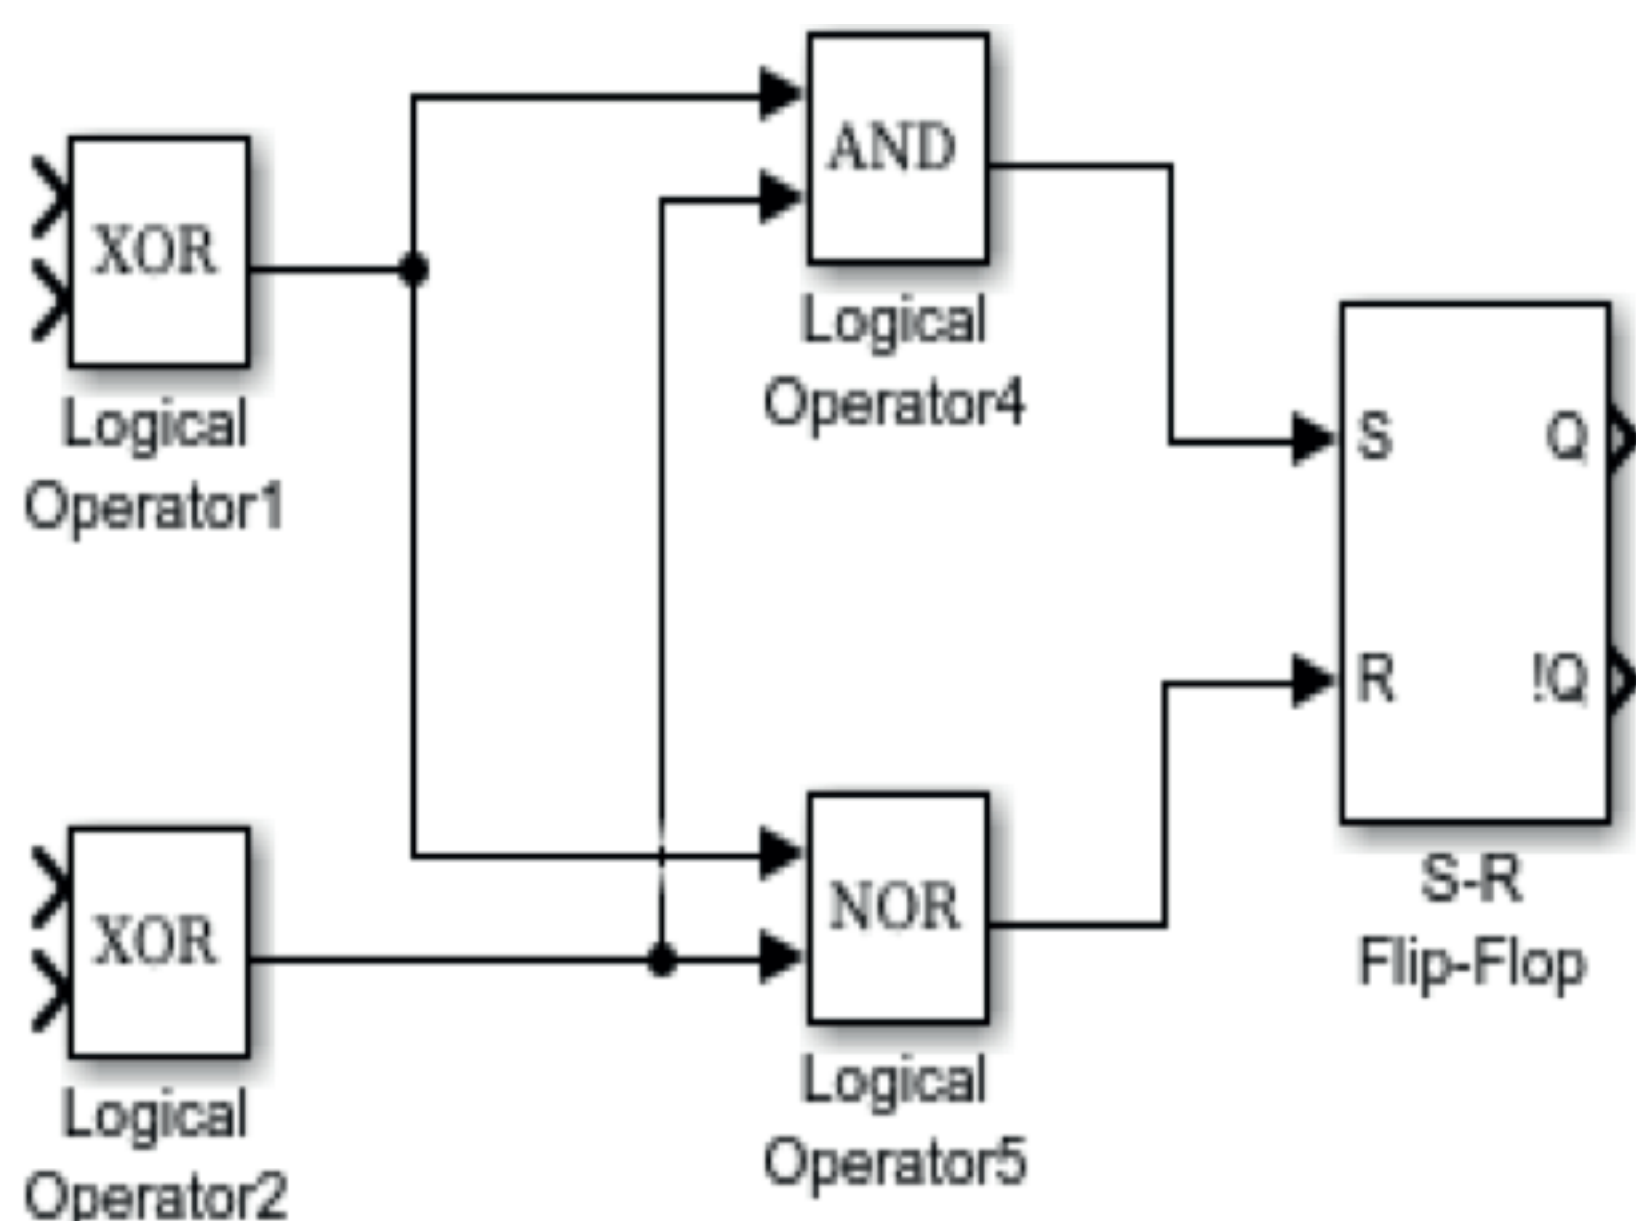 XOR
Logical
Operator1
AND
Logical
Operator4
S
Q
R
!Q
S-R
Flip-Flop
XOR
Logical
Operator2
NOR
Logical
Operator5